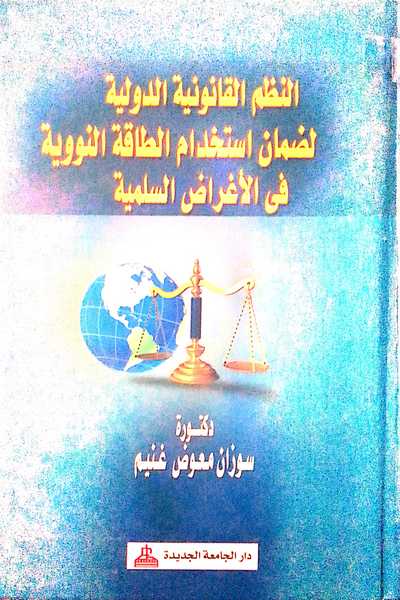 النظم القانونية الدولية
لضمان استخدام الطاقة النووية
فى الأغراض السلمية
دكتورة
سوزان معوض غنيم
دار الجامعة الجديدة